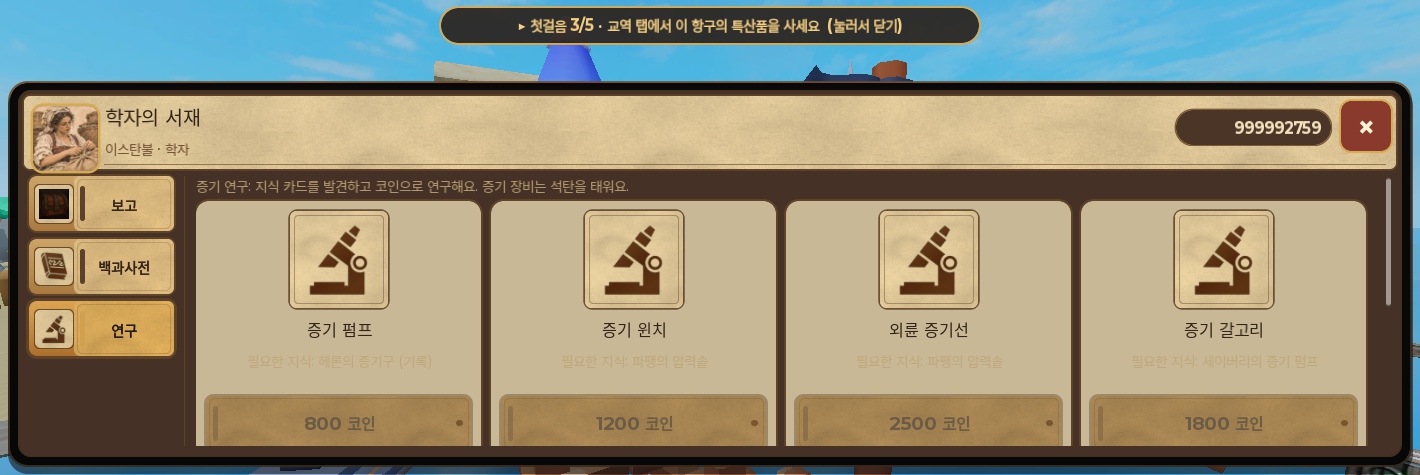 ▸ 첫걸음 3/5 · 교역 탭에서 이 항구의 특산품을 사세요 (눌러서 닫기)
학자의 서재
이스탄불 · 학자
999992759
×
보고
백과사전
연구
증기 연구: 지식 카드를 발견하고 코인으로 연구해요. 증기 장비는 석탄을 태워요.
증기 펌프
필요한 지식: 헤론의 증기구 (기록)
800 코인
증기 윈치
필요한 지식: 파팽의 압력솥
1200 코인
외륜 증기선
필요한 지식: 파팽의 압력솥
2500 코인
증기 갈고리
필요한 지식: 세이버리의 증기 펌프
1800 코인